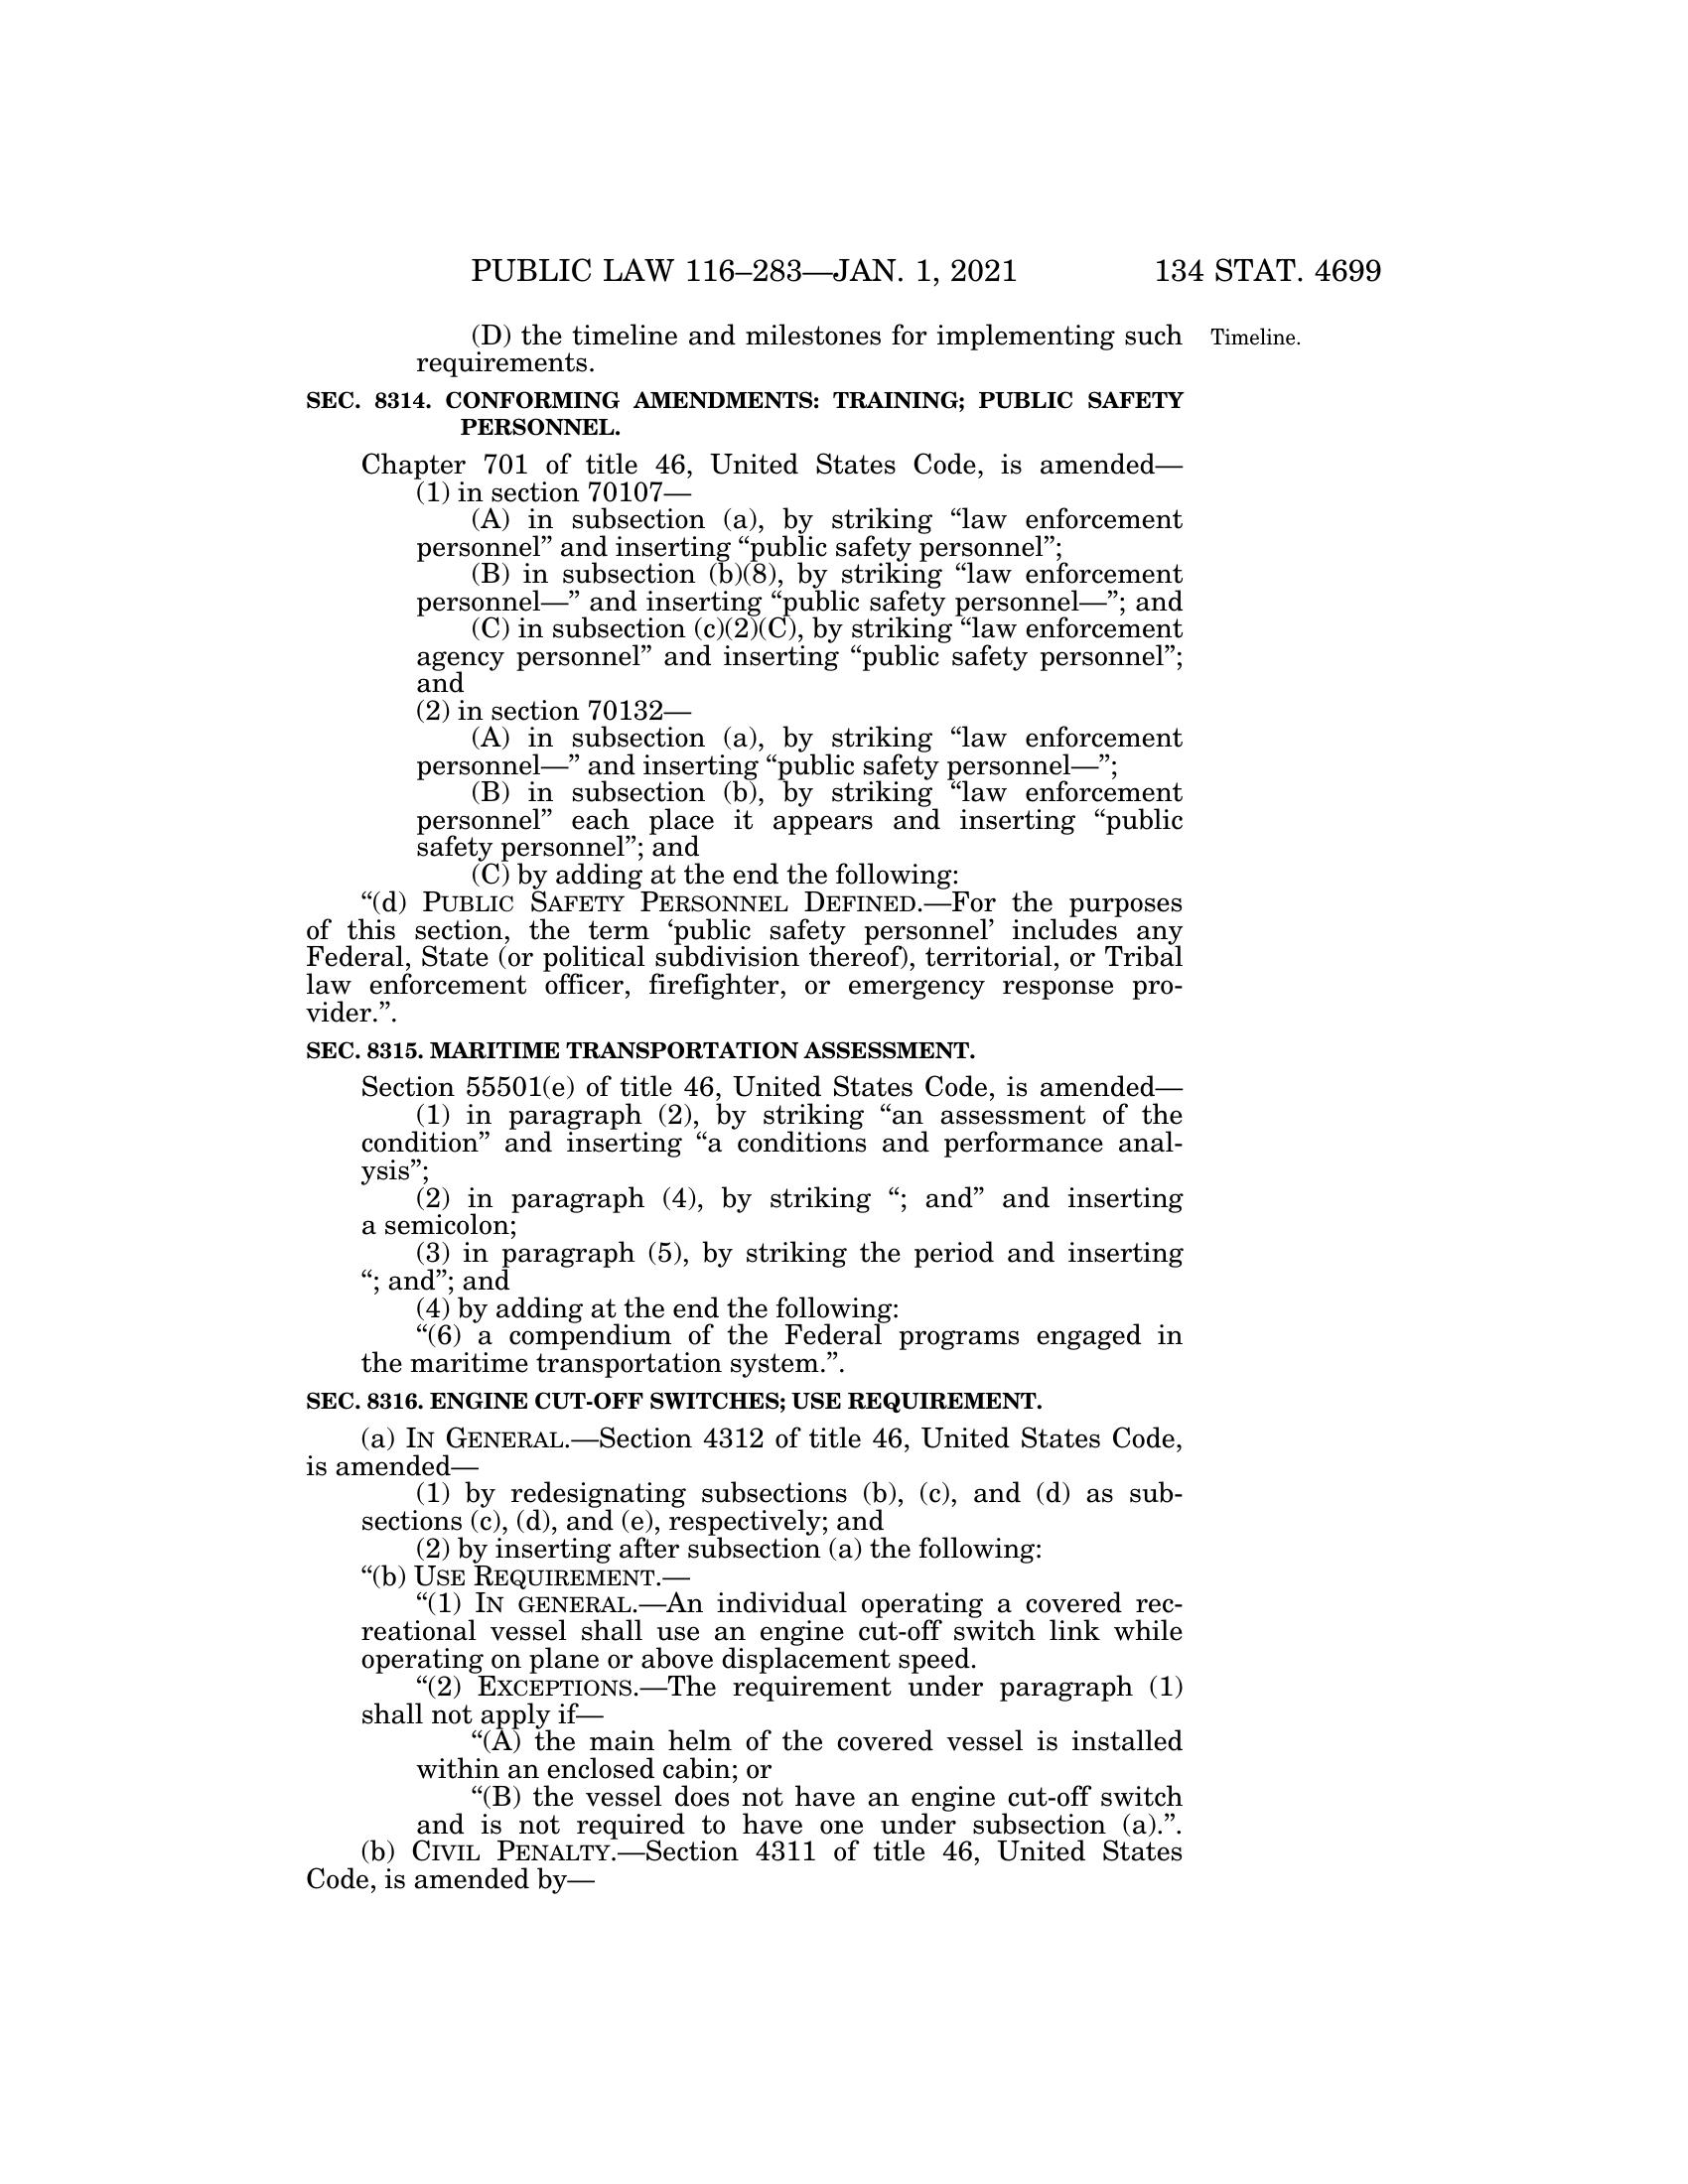 PUBLIC LAW 116–283—JAN. 1, 2021 134 STAT. 4699
(D) the timeline and milestones for implementing such Timeline.
requirements.
SEC. 8314. CONFORMING AMENDMENTS: TRAINING; PUBLIC SAFETY
PERSONNEL.
Chapter 701 of title 46, United States Code, is amended—
(1) in section 70107—
(A) in subsection (a), by striking “law enforcement
personnel” and inserting “public safety personnel”;
(B) in subsection (b)(8), by striking “law enforcement
personnel—” and inserting “public safety personnel—”; and
(C) in subsection (c)(2)(C), by striking “law enforcement
agency personnel” and inserting “public safety personnel”;
and
(2) in section 70132—
(A) in subsection (a), by striking “law enforcement
personnel—” and inserting “public safety personnel—”;
(B) in subsection (b), by striking “law enforcement
personnel” each place it appears and inserting “public
safety personnel”; and
(C) by adding at the end the following:
“(d) PUBLIC SAFETY PERSONNEL DEFINED.—For the purposes
of this section, the term ‘public safety personnel’ includes any
Federal, State (or political subdivision thereof), territorial, or Tribal
law enforcement officer, firefighter, or emergency response pro-
vider.”.
SEC. 8315. MARITIME TRANSPORTATION ASSESSMENT.
Section 55501(e) of title 46, United States Code, is amended—
(1) in paragraph (2), by striking “an assessment of the
condition” and inserting “a conditions and performance anal-
ysis”;
(2) in paragraph (4), by striking “; and” and inserting
a semicolon;
(3) in paragraph (5), by striking the period and inserting
“; and”; and
(4) by adding at the end the following:
“(6) a compendium of the Federal programs engaged in
the maritime transportation system.”.
SEC. 8316. ENGINE CUT-OFF SWITCHES; USE REQUIREMENT.
(a) IN GENERAL.—Section 4312 of title 46, United States Code,
is amended—
(1) by redesignating subsections (b), (c), and (d) as sub-
sections (c), (d), and (e), respectively; and
(2) by inserting after subsection (a) the following:
“(b) USE REQUIREMENT.—
“(1) IN GENERAL.—An individual operating a covered rec-
reational vessel shall use an engine cut-off switch link while
operating on plane or above displacement speed.
“(2) EXCEPTIONS.—The requirement under paragraph (1)
shall not apply if—
“(A) the main helm of the covered vessel is installed
within an enclosed cabin; or
“(B) the vessel does not have an engine cut-off switch
and is not required to have one under subsection (a).”.
(b) CIVIL PENALTY.—Section 4311 of title 46, United States
Code, is amended by—